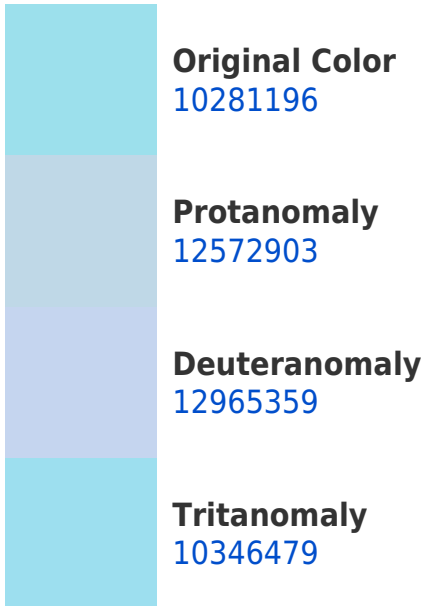 Original Color
10281196
Protanomaly
12572903
Deuteranomaly
12965359
Tritanomaly
10346479